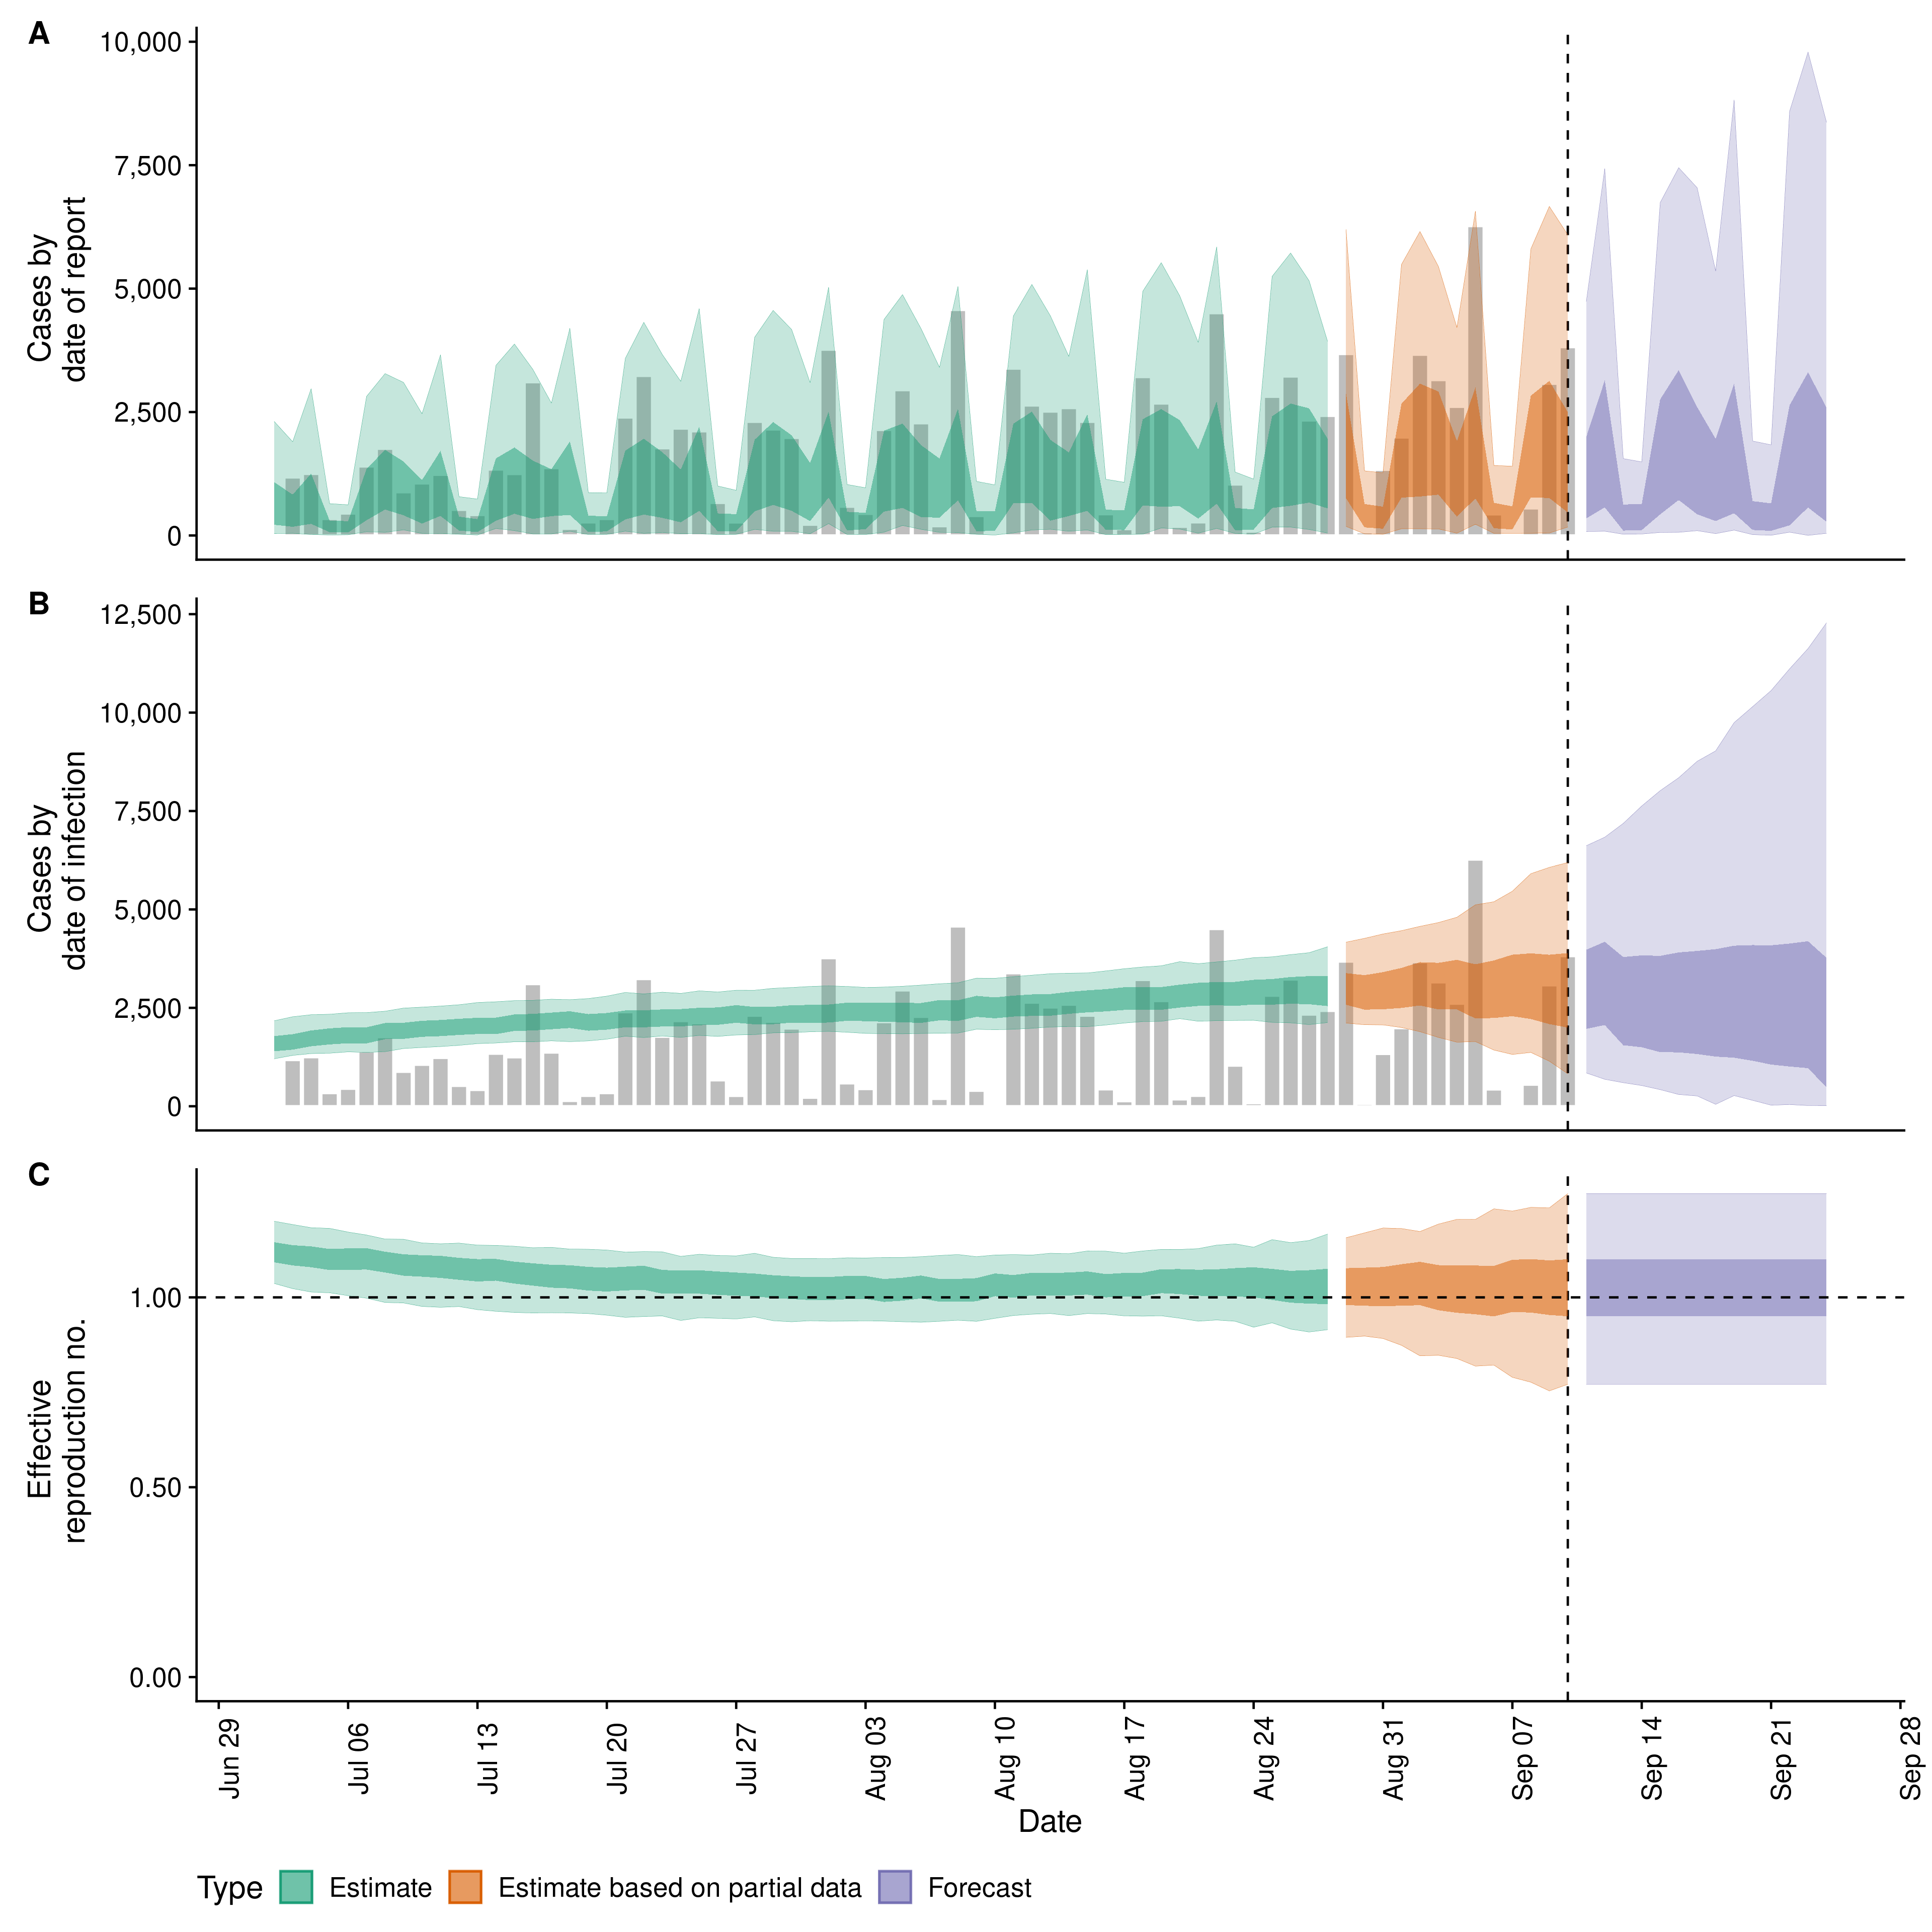 A
10,000
7,500
5,000
2,500
0
Cases by
date of report
B
12,500
10,000
7,500
5,000
2,500
0
Cases by
date of infection
C
1.00
0.50
0.00
Effective
reproduction no.
Jun 29
Jul 06
Jul 13
Jul 20
Jul 27
Aug 03
Aug 10
Aug 17
Aug 24
Aug 31
Sep 07
Sep 14
Sep 21
Sep 28
Date
Type Estimate Estimate based on partial data Forecast